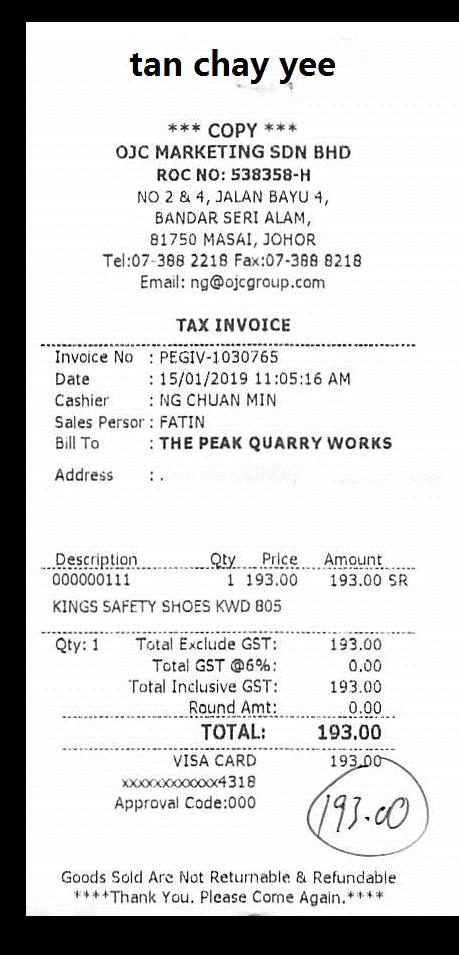 tan chay yee
*** COPY ***
OJC MARKETING SDN BHD
ROC NO: 538358-H
NO 2 & 4, JALAN BAYU 4,
BANDAR SERI ALAM,
81750 MASAI, JOHOR
Tel:07-388 2218 Fax:07-388 8218
Email: ng@ojcgroup.com
TAX INVOICE
Invoice No : PEGIV-1030765
Date : 15/01/2019 11:05:16 AM
Cashier : NG CHUAN MIN
Sales Persor : FATIN
Bill To : THE PEAK QUARRY WORKS
Address : .
Description Qty Price Amount
000000111 1 193.00 193.00 SR
KINGS SAFETY SHOES KWD 805
Qty: 1 Total Exclude GST: 193.00
Total GST @6%: 0.00
Total Inclusive GST: 193.00
Round Amt: 0.00
TOTAL: 193.00
VISA CARD 193.00
xxxxxxxxxxxx4318
Approval Code:000
193.00
Goods Sold Are Not Returnable & Refundable
****Thank You. Please Come Again.****